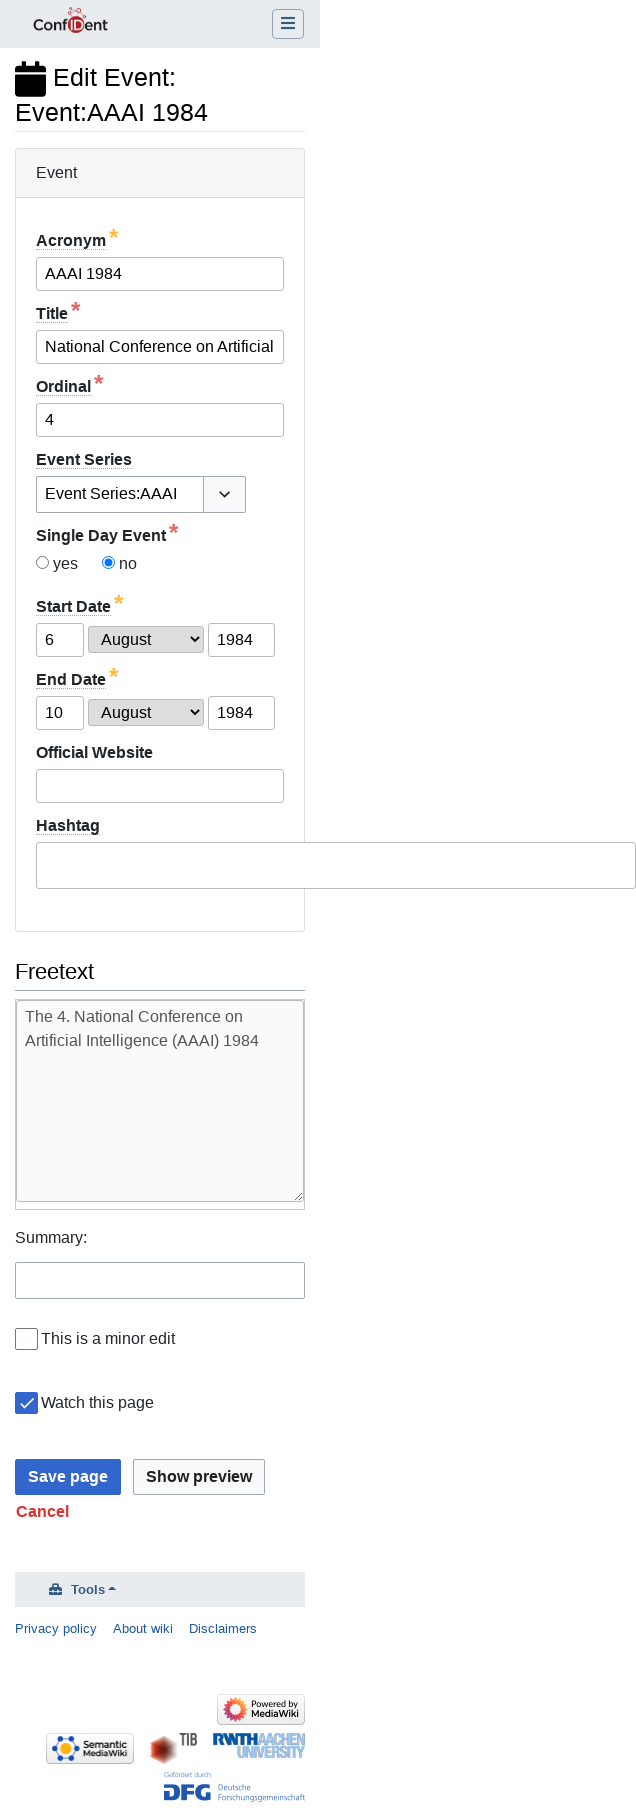 ConfIDent
Edit Event:
Event:AAAI 1984
Event
Acronym *
AAAI 1984
Title *
National Conference on Artificial
Ordinal *
4
Event Series
Event Series:AAAI
Single Day Event *
yes no
Start Date *
6 August 1984
End Date *
10 August 1984
Official Website
Hashtag
Freetext
The 4. National Conference on
Artificial Intelligence (AAAI) 1984
Summary:
This is a minor edit
Watch this page
Save page Show preview
Cancel
Tools
Privacy policy About wiki Disclaimers
Powered by
MediaWiki
Semantic
MediaWiki
TIB
RWTHAACHEN
UNIVERSITY
Gefördert durch
DFG Deutsche
Forschungsgemeinschaft